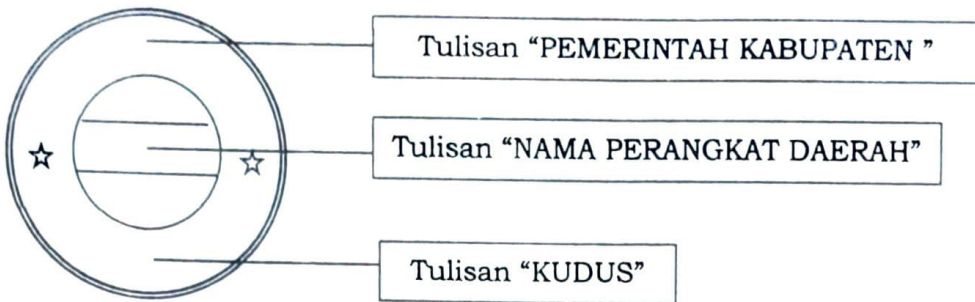 Tulisan “PEMERINTAH KABUPATEN ”
Tulisan “NAMA PERANGKAT DAERAH”
Tulisan “KUDUS”